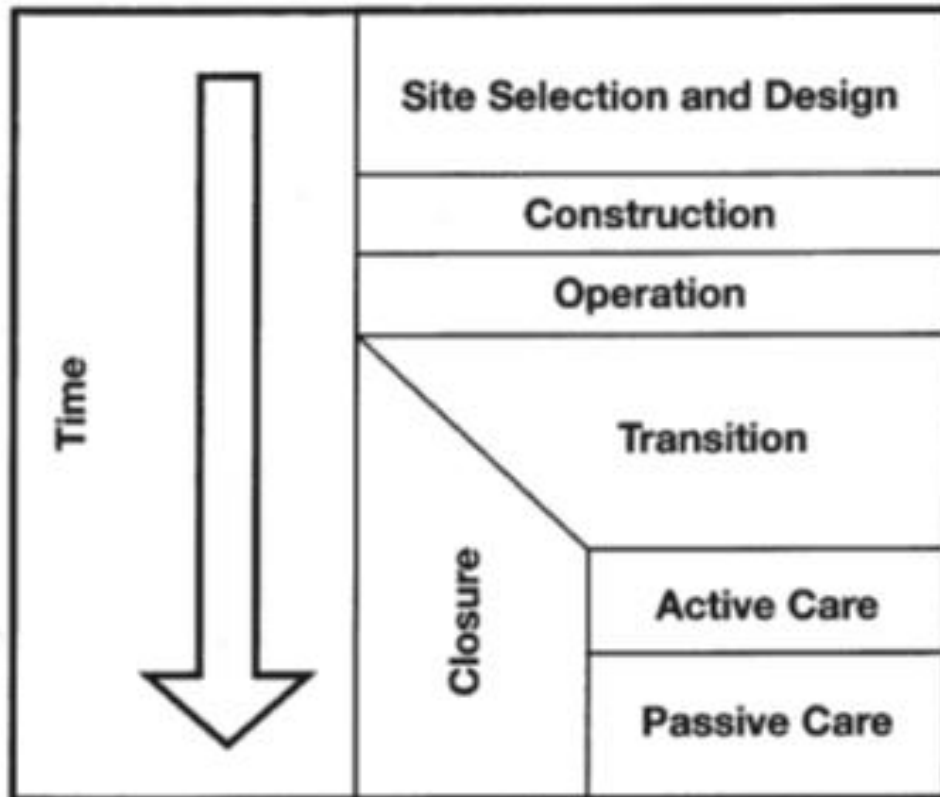 Time
Site Selection and Design
Construction
Operation
Transition
Closure
Active Care
Passive Care